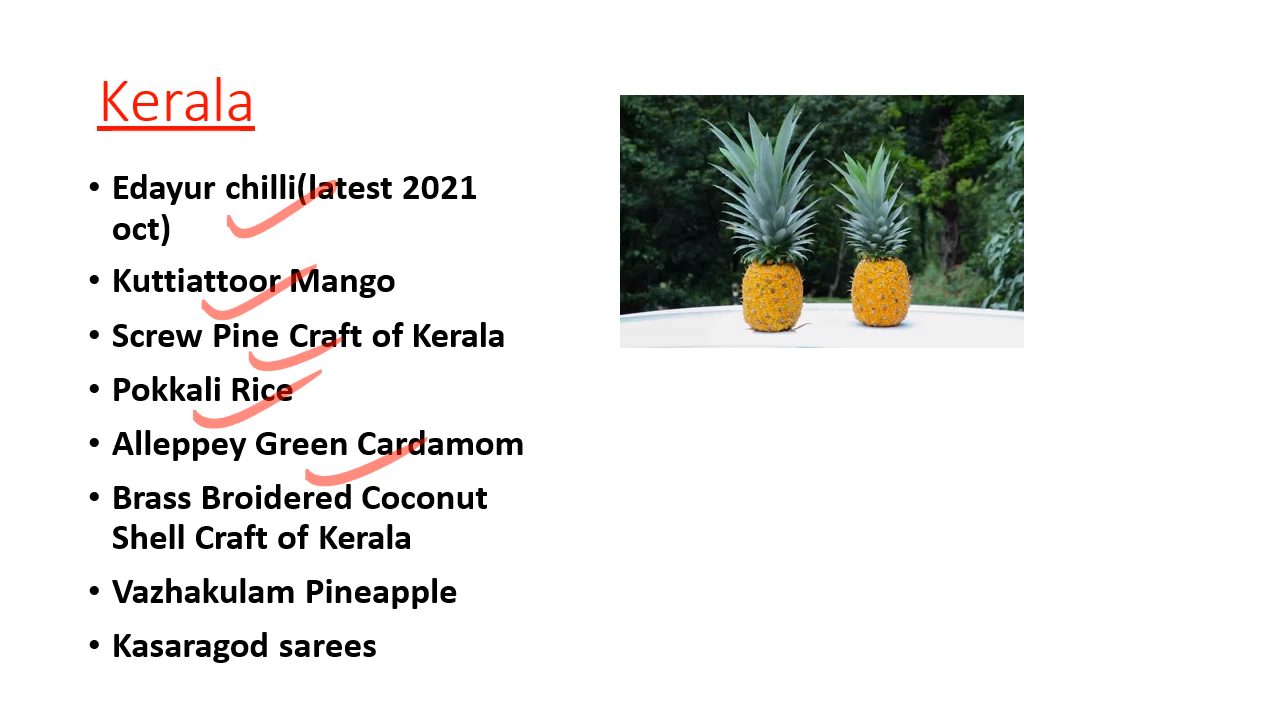 Kerala
• Edayur chilli(latest 2021
oct)
• Kuttiattoor Mango
• Screw Pine Craft of Kerala
• Pokkali Rice
• Alleppey Green Cardamom
• Brass Broidered Coconut
Shell Craft of Kerala
• Vazhakulam Pineapple
• Kasaragod sarees